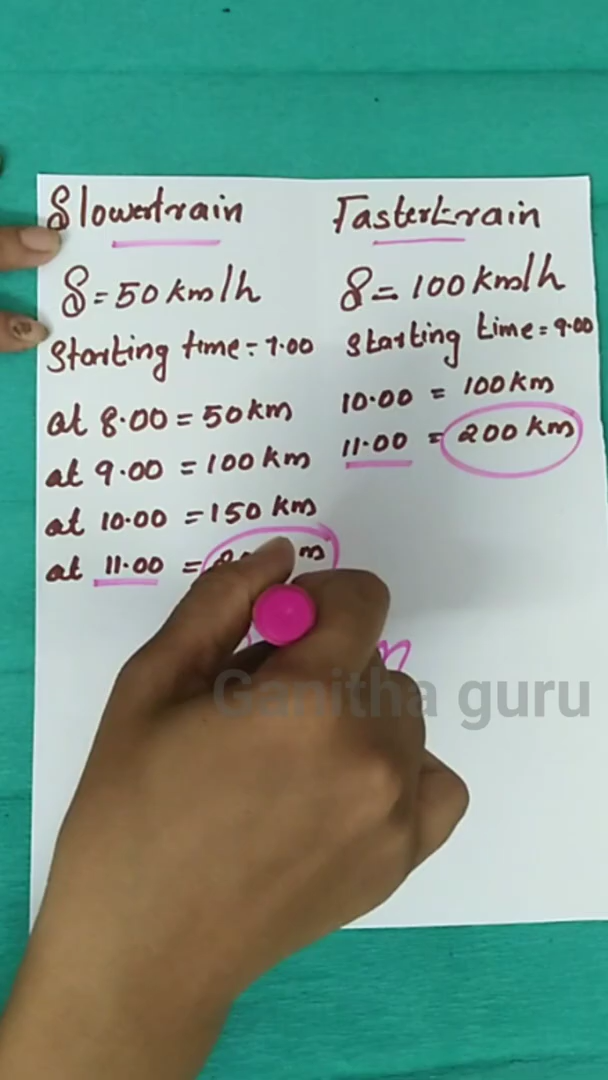 Slowertrain
S = 50 km/h
Starting time = 7.00
at 8.00 = 50 km
at 9.00 = 100 km
at 10.00 = 150 km
at 11.00 =
Fastertrain
S = 100 km/h
Starting time = 9.00
10.00 = 100 km
11.00 = 200 km
Ganitha guru